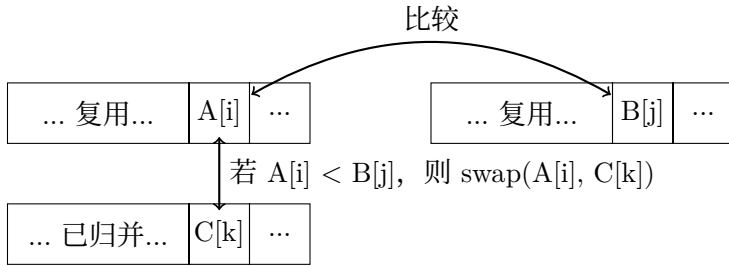 比较
... 复用... A[i] ... ... 复用... B[j] ...
若 A[i] < B[j]，则 swap(A[i], C[k])
... 已归并... C[k] ...